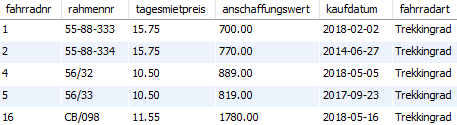 fahrradnr rahmennr tagesmietpreis anschaffungswert kaufdatum fahrradart
1 55-88-333 15.75 700.00 2018-02-02 Trekkingrad
2 55-88-334 15.75 770.00 2014-06-27 Trekkingrad
4 56/32 10.50 889.00 2018-05-05 Trekkingrad
5 56/33 10.50 819.00 2017-09-23 Trekkingrad
16 CB/098 11.55 1780.00 2018-05-16 Trekkingrad